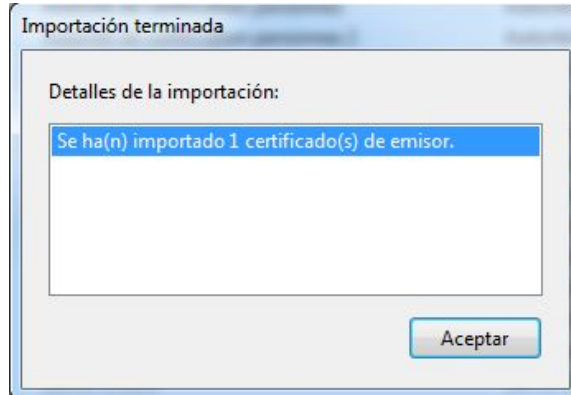 Importación terminada
Detalles de la importación:
Se ha(n) importado 1 certificado(s) de emisor.
Aceptar